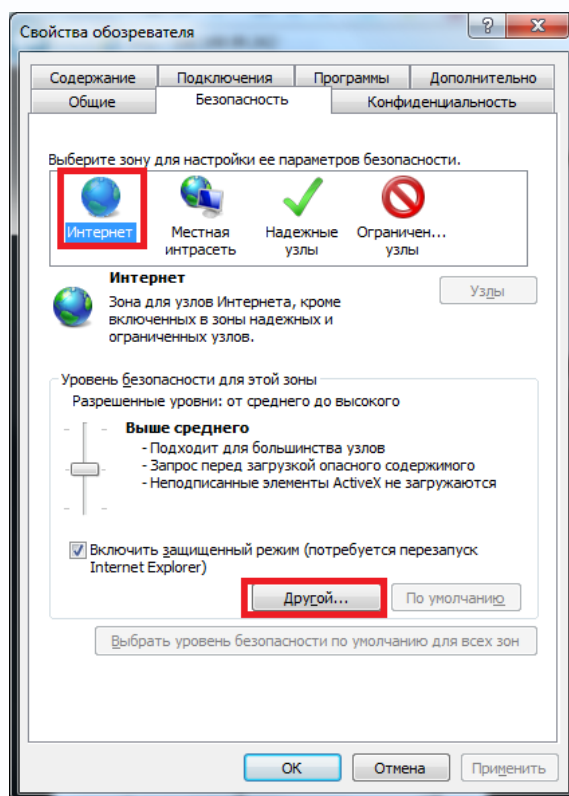 Свойства обозревателя
Содержание Подключения Программы Дополнительно
Общие Безопасность Конфиденциальность
Выберите зону для настройки ее параметров безопасности.
Интернет Местная интрасеть Надежные узлы Ограничен... узлы
Интернет
Зона для узлов Интернета, кроме
включенных в зоны надежных и
ограниченных узлов.
Узлы
Уровень безопасности для этой зоны
Разрешенные уровни: от среднего до высокого
Выше среднего
- Подходит для большинства узлов
- Запрос перед загрузкой опасного содержимого
- Неподписанные элементы ActiveX не загружаются
Включить защищенный режим (потребуется перезапуск
Internet Explorer)
Другой... По умолчанию
Выбрать уровень безопасности по умолчанию для всех зон
ОК Отмена Применить